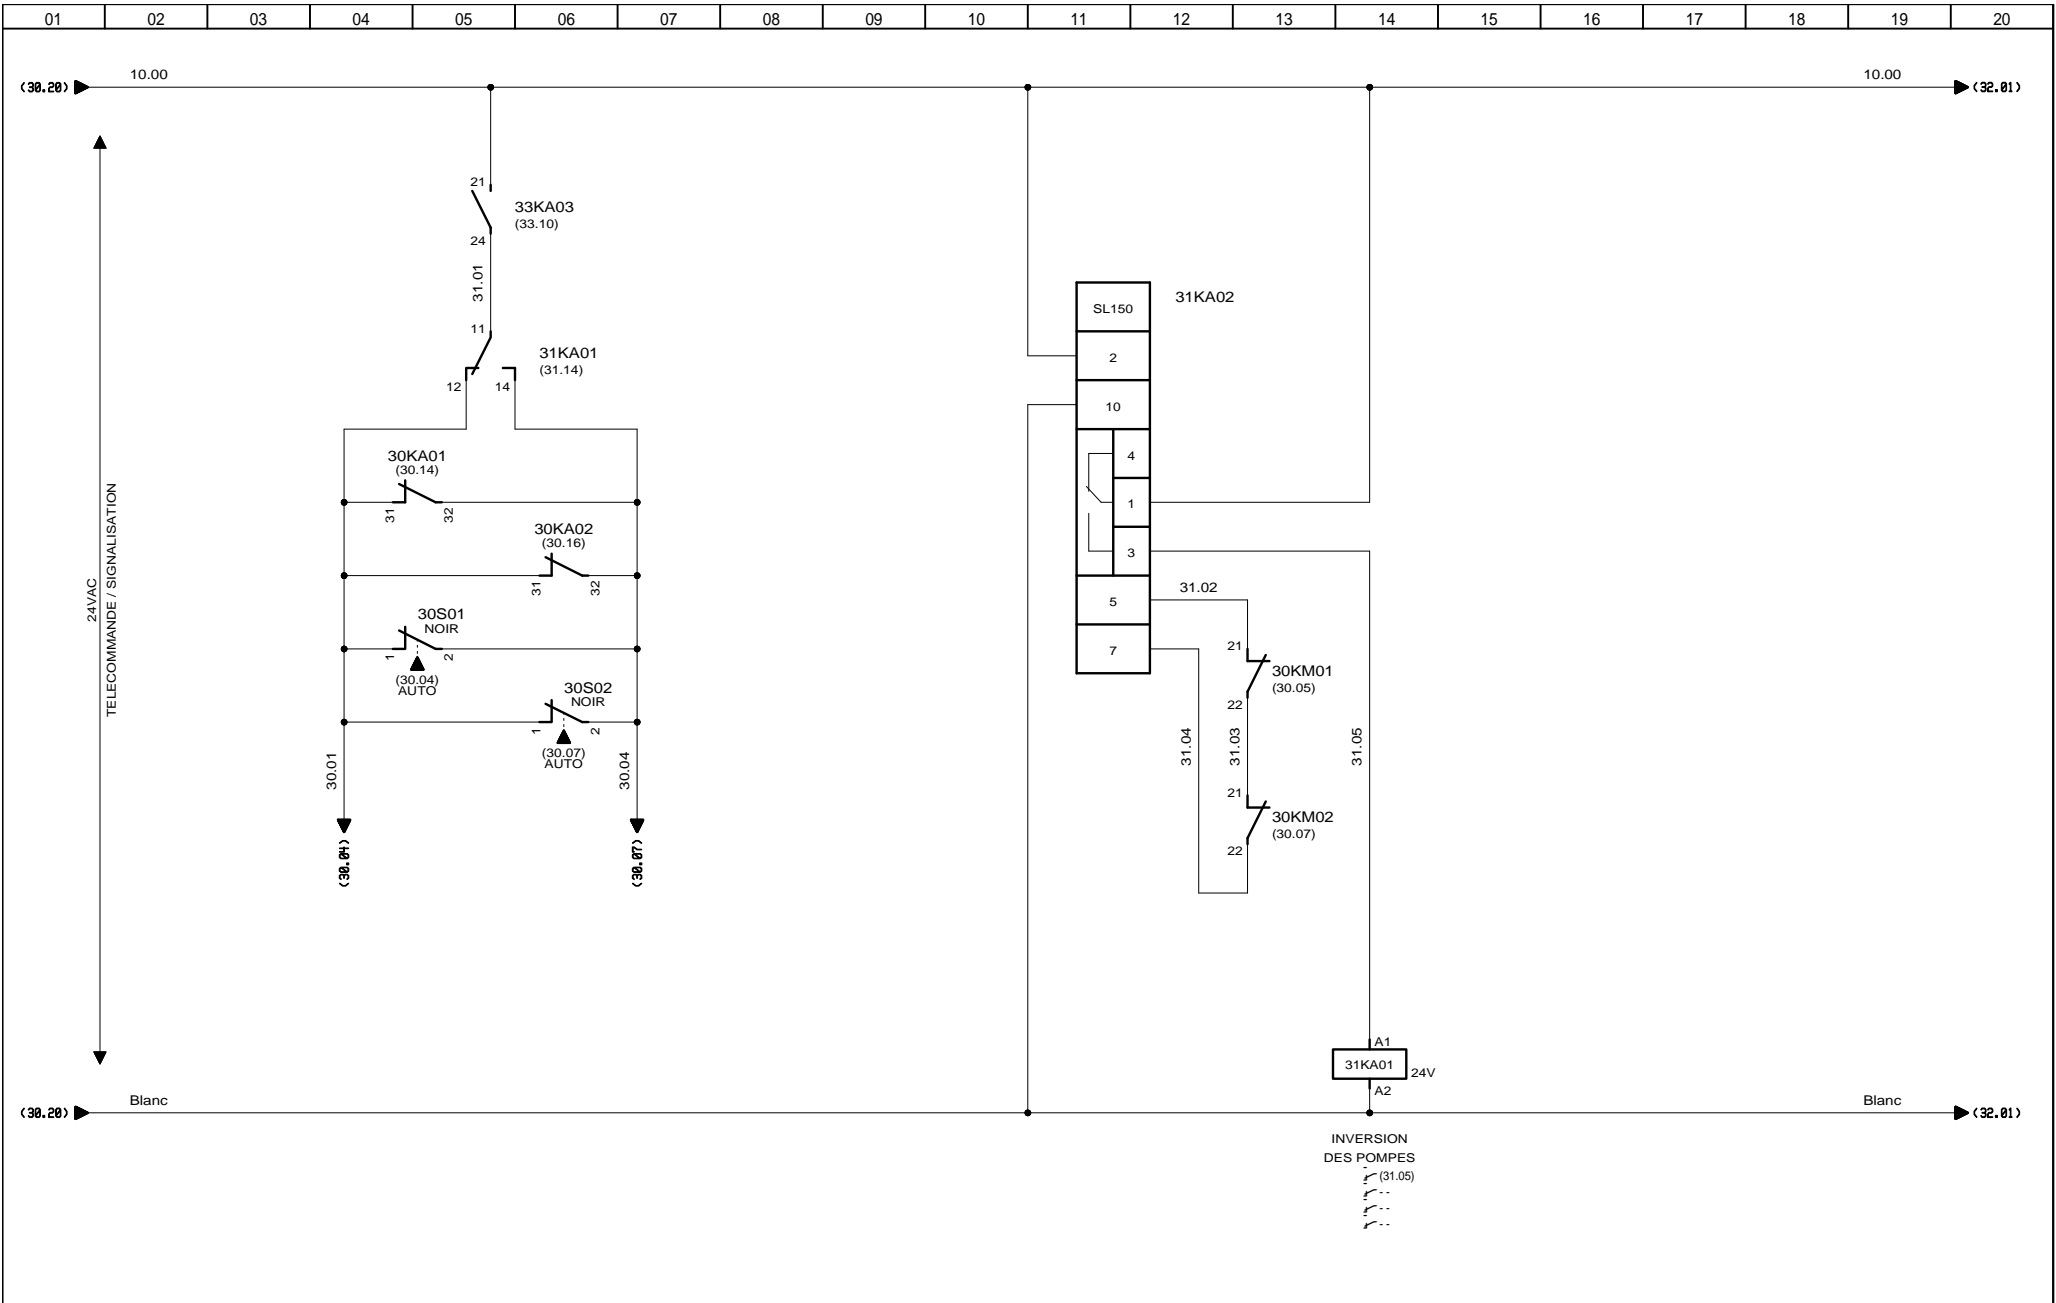 01 02 03 04 05 06 07 08 09 10 11 12 13 14 15 16 17 18 19 20
10.00
10.00
(30.20)
(32.01)
24VAC
TELECOMMANDE / SIGNALISATION
21
33KA03
(33.10)
24
31.01
11
31KA01
(31.14)
12
14
30KA01
(30.14)
31
32
30KA02
(30.16)
31
32
30S01
NOIR
1
2
(30.04)
AUTO
30S02
NOIR
1
2
(30.07)
AUTO
30.01
30.04
(30.04)
(30.07)
SL150
31KA02
2
10
4
1
3
5
7
31.02
21
30KM01
(30.05)
22
31.04
31.03
31.05
21
30KM02
(30.07)
22
A1
31KA01
24V
A2
Blanc
Blanc
(30.20)
(32.01)
INVERSION
DES POMPES
(31.05)
--
--
--